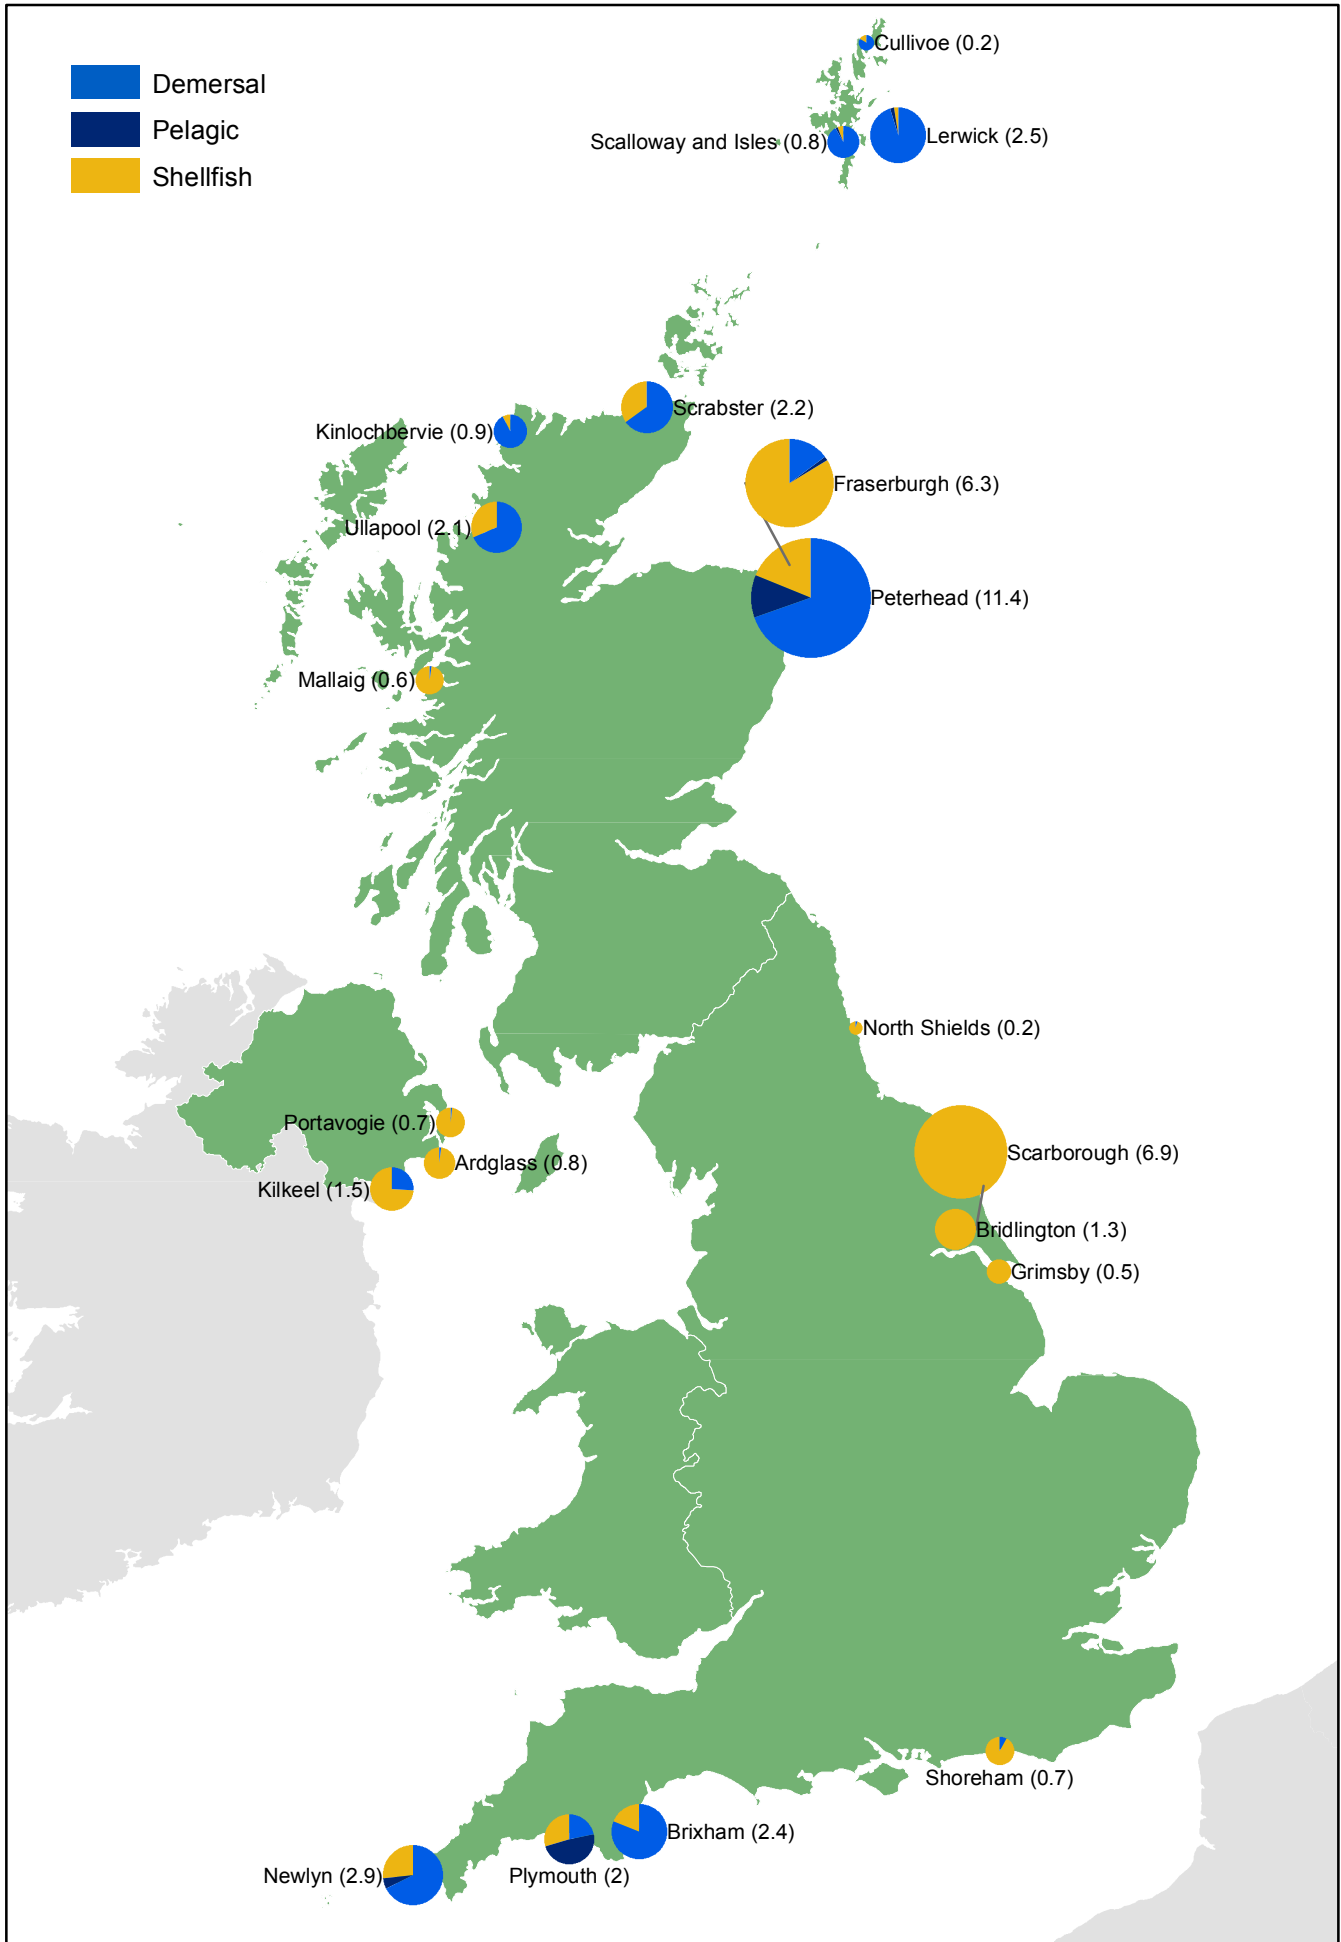 Demersal
Pelagic
Shellfish
Cullivoe (0.2)
Scalloway and Isles (0.8)
Lerwick (2.5)
Scrabster (2.2)
Kinlochbervie (0.9)
Fraserburgh (6.3)
Ullapool (2.1)
Peterhead (11.4)
Mallaig (0.6)
North Shields (0.2)
Portavogie (0.7)
Scarborough (6.9)
Ardglass (0.8)
Kilkeel (1.5)
Bridlington (1.3)
Grimsby (0.5)
Shoreham (0.7)
Brixham (2.4)
Newlyn (2.9)
Plymouth (2)